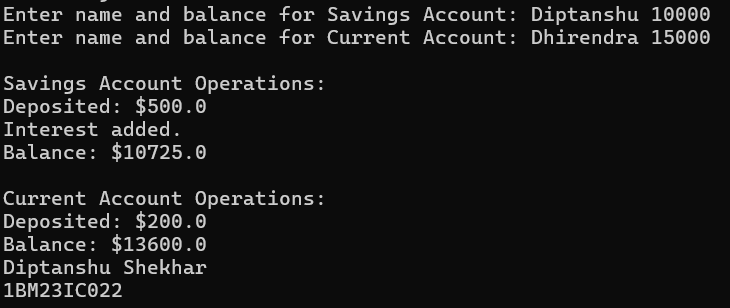 Enter name and balance for Savings Account: Diptanshu 10000
Enter name and balance for Current Account: Dhirendra 15000
Savings Account Operations:
Deposited: $500.0
Interest added.
Balance: $10725.0
Current Account Operations:
Deposited: $200.0
Balance: $13600.0
Diptanshu Shekhar
1BM23IC022